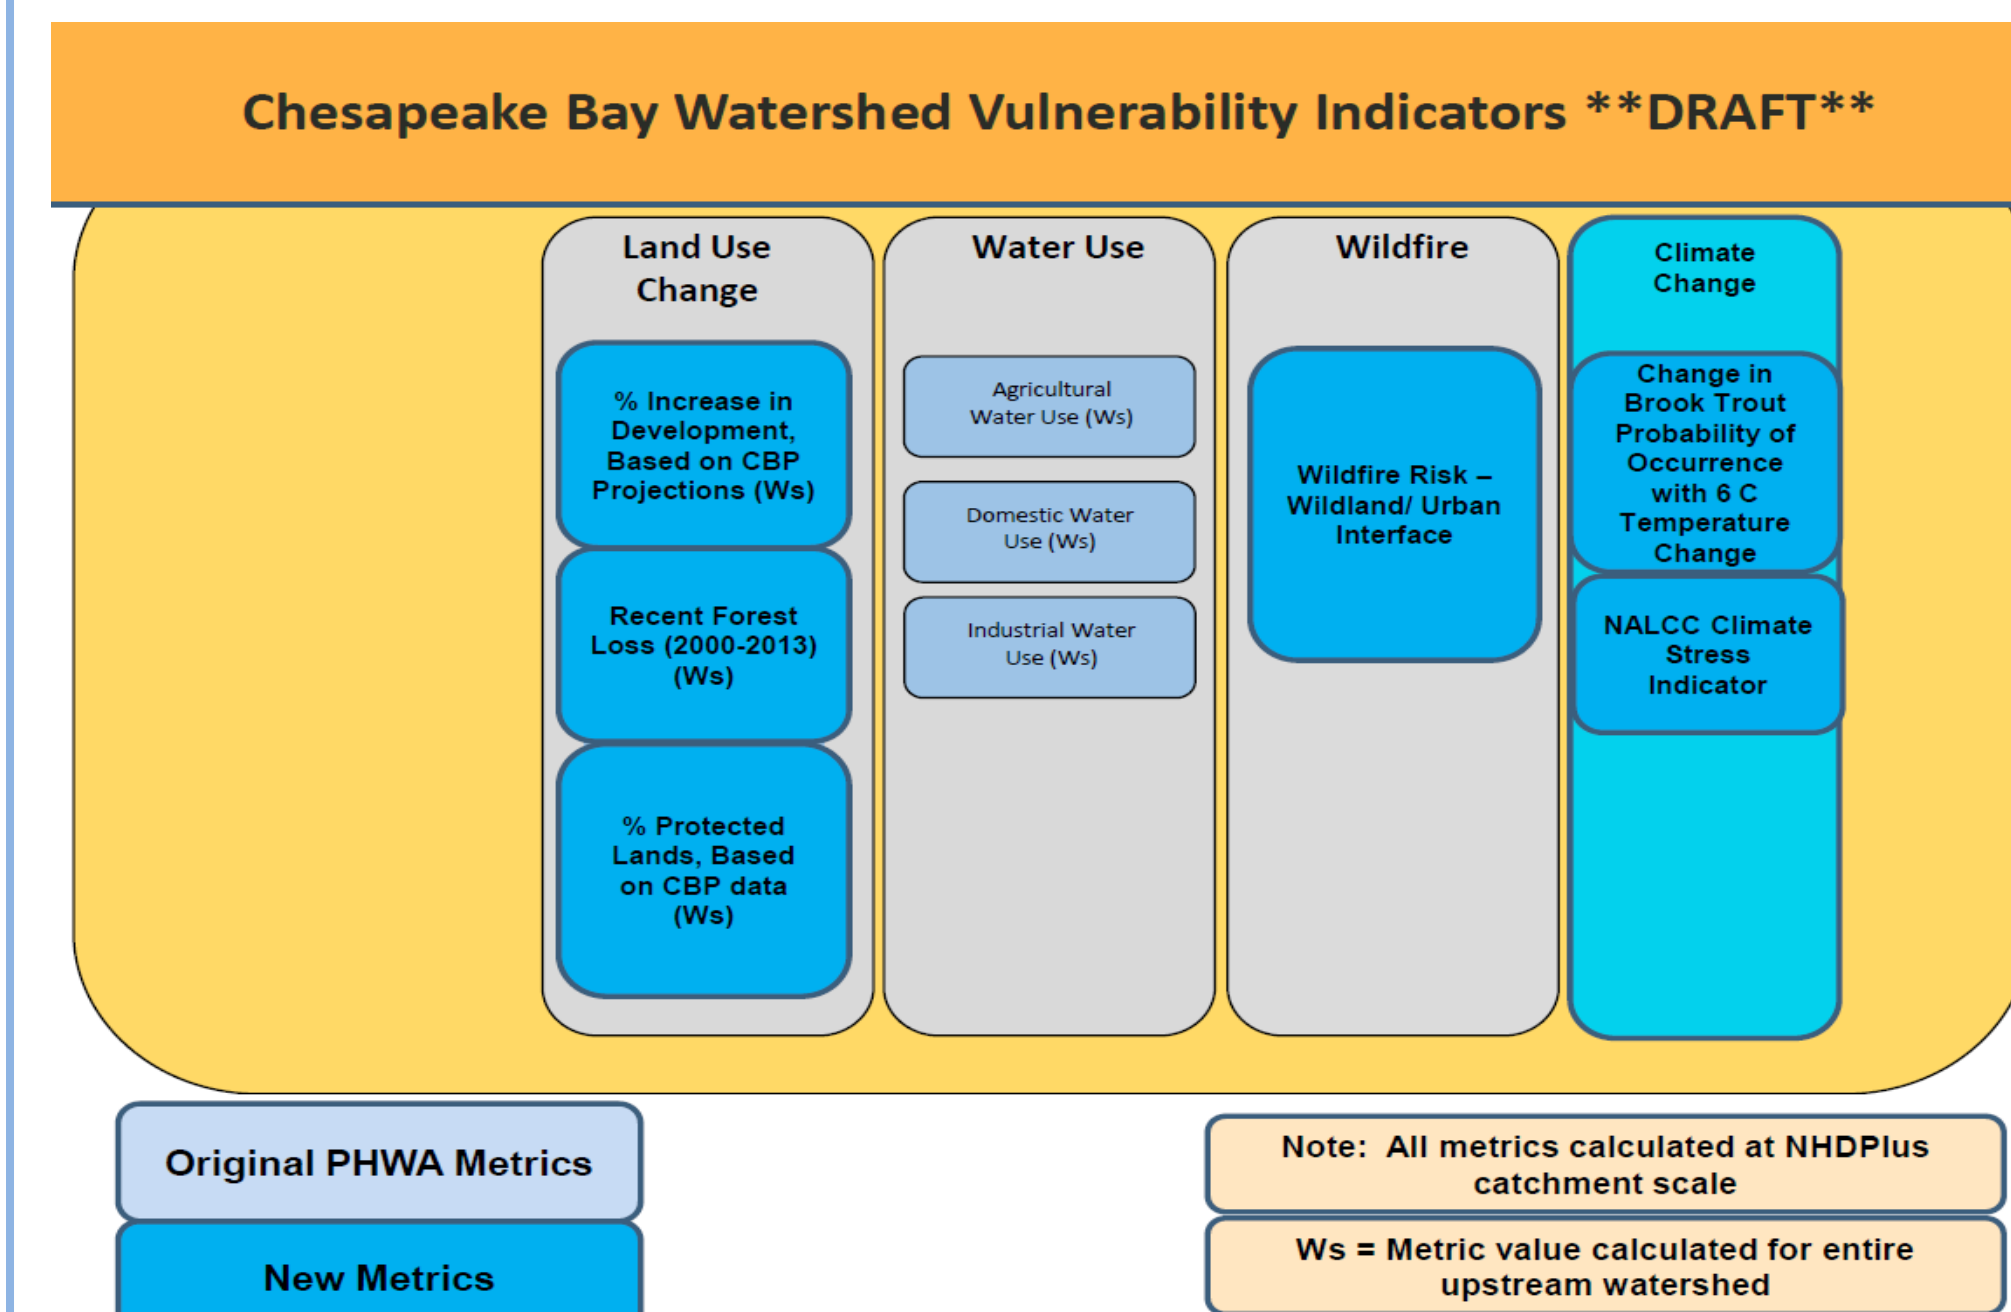 Chesapeake Bay Watershed Vulnerability Indicators **DRAFT**
Land Use
Change
% Increase in
Development,
Based on CBP
Projections (Ws)
Recent Forest
Loss (2000-2013)
(Ws)
% Protected
Lands, Based
on CBP data
(Ws)
Water Use
Agricultural
Water Use (Ws)
Domestic Water
Use (Ws)
Industrial Water
Use (Ws)
Wildfire
Wildfire Risk –
Wildland/ Urban
Interface
Climate
Change
Change in
Brook Trout
Probability of
Occurrence
with 6 C
Temperature
Change
NALCC Climate
Stress
Indicator
Original PHWA Metrics
New Metrics
Note:  All metrics calculated at NHDPlus
catchment scale
Ws = Metric value calculated for entire
upstream watershed